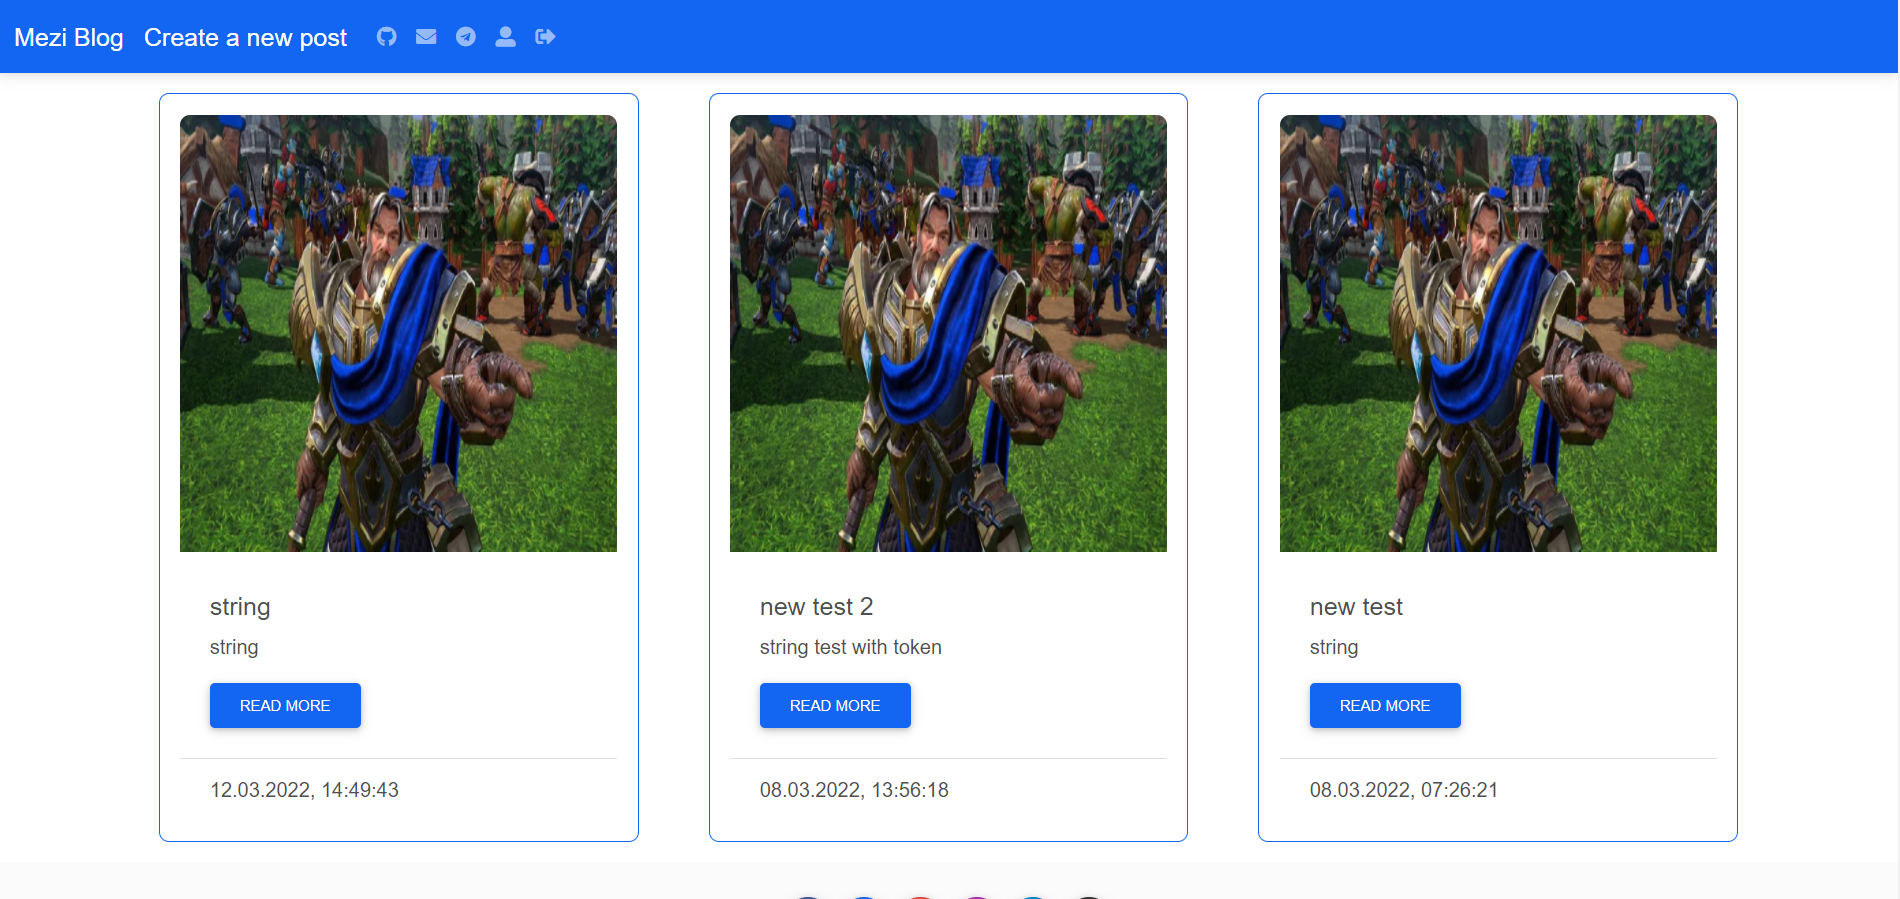 Mezi Blog Create a new post
string
string
READ MORE
12.03.2022, 14:49:43
new test 2
string test with token
READ MORE
08.03.2022, 13:56:18
new test
string
READ MORE
08.03.2022, 07:26:21